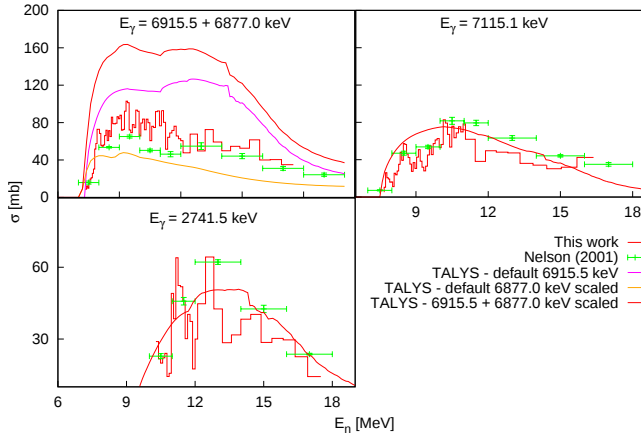 E_γ = 6915.5 + 6877.0 keV
E_γ = 7115.1 keV
200
160
120
80
40
0
σ [mb]
9
12
15
18
E_γ = 2741.5 keV
60
30
This work
Nelson (2001)
TALYS - default 6915.5 keV
TALYS - default 6877.0 keV scaled
TALYS - 6915.5 + 6877.0 keV scaled
6
9
12
15
18
E_n [MeV]